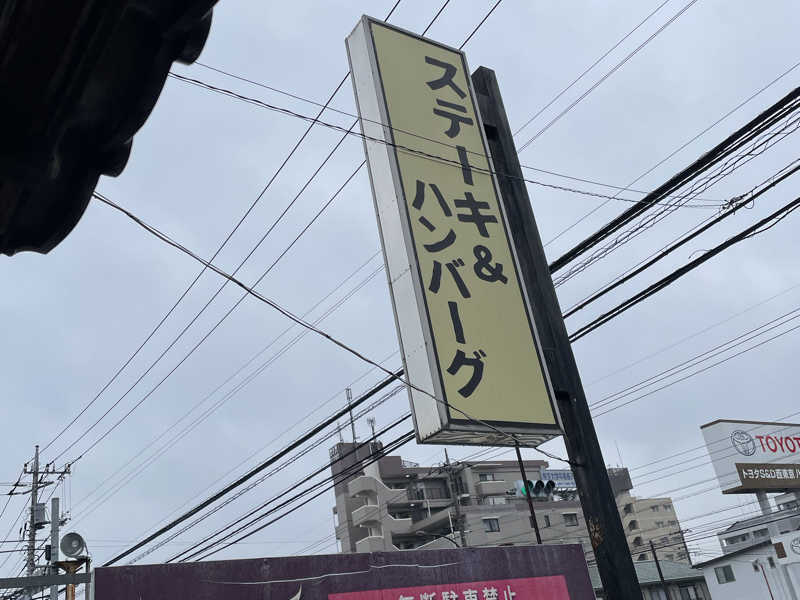 ステーキ&
ハンバーグ
TOYOTA
トヨタS&D西東京
無断駐車禁止